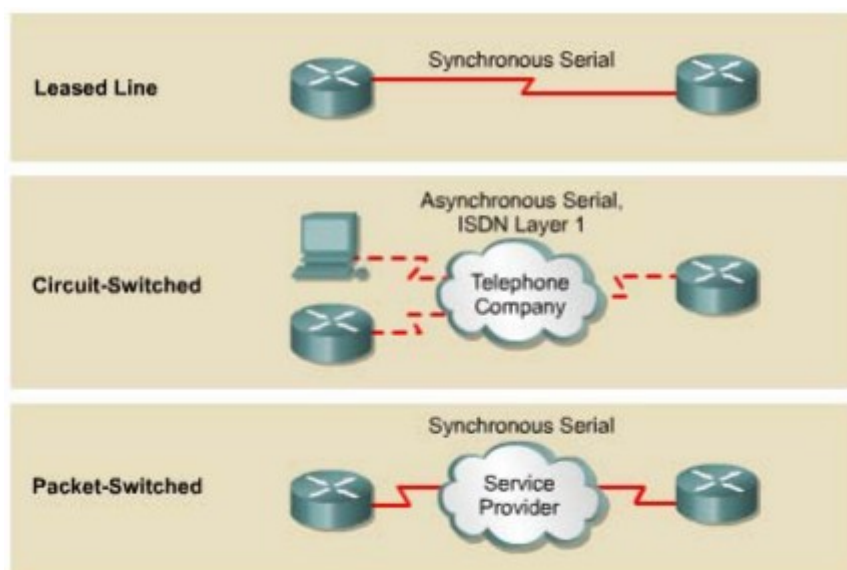 Leased Line
Synchronous Serial
Circuit-Switched
Asynchronous Serial,
ISDN Layer 1
Telephone
Company
Packet-Switched
Synchronous Serial
Service
Provider